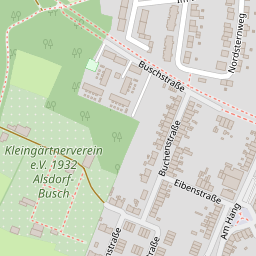 Nordsternweg
Buschstraße
Buchenstraße
Kleingärtnerverein
e.V. 1932
Alsdorf-
Busch
Eibenstraße
Am Hang